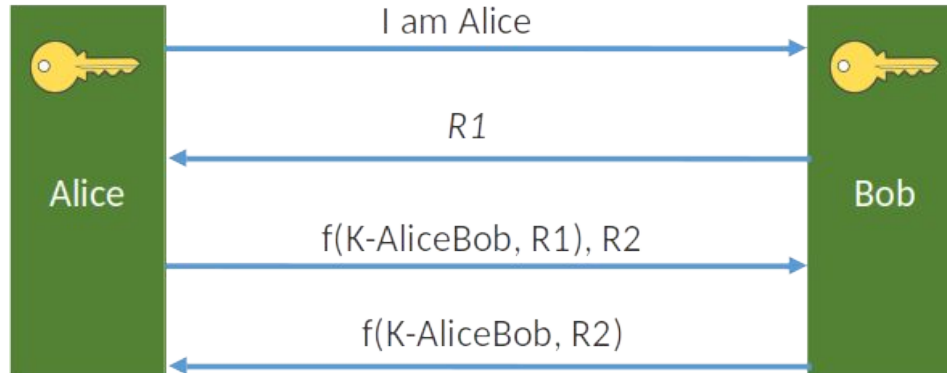 I am Alice
R1
Alice
Bob
f(K-AliceBob, R1), R2
f(K-AliceBob, R2)